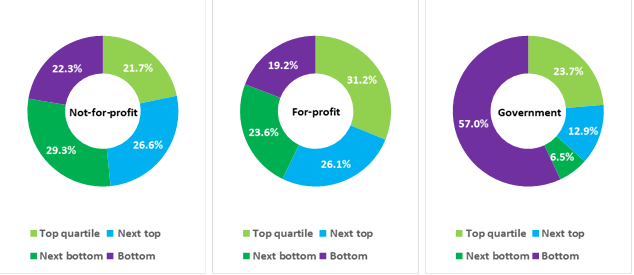 22.3%
21.7%
Not-for-profit
29.3%
26.6%
Top quartile
Next top
Next bottom
Bottom
19.2%
31.2%
For-profit
23.6%
26.1%
Top quartile
Next top
Next bottom
Bottom
23.7%
Government
57.0%
12.9%
6.5%
Top quartile
Next top
Next bottom
Bottom